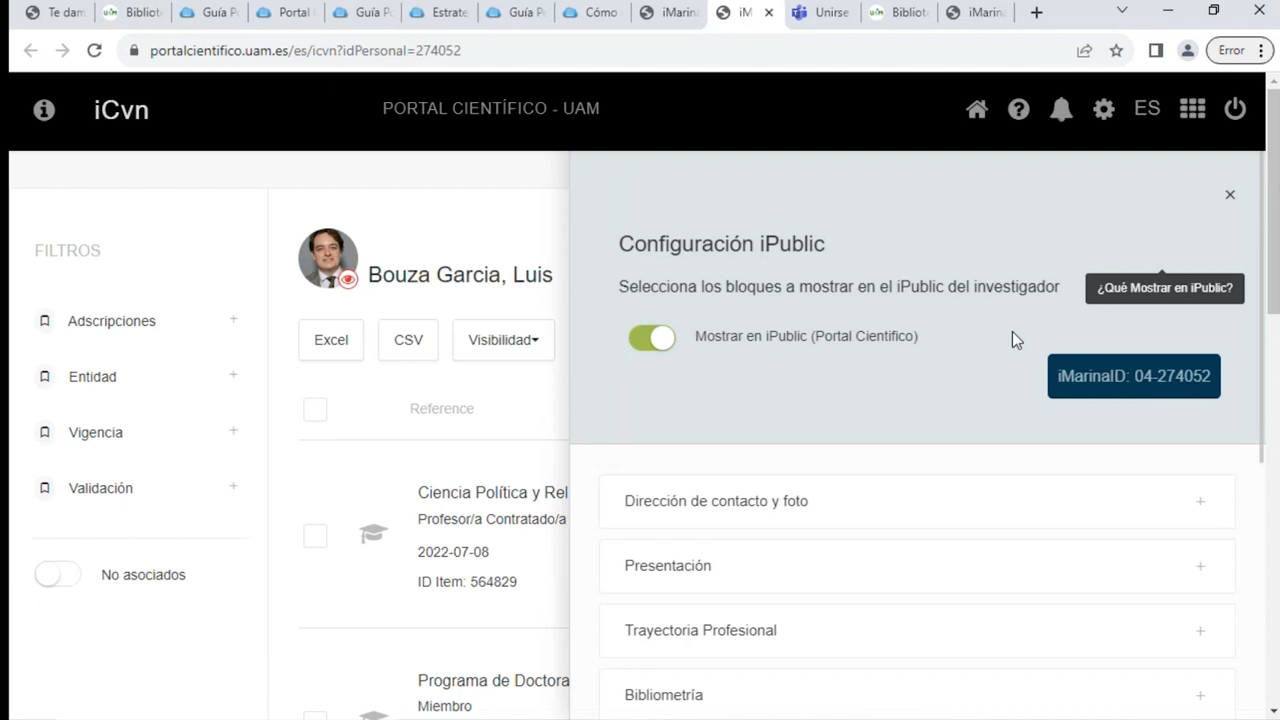 Te dam
Bibliot
Guía P
Portal
Guía P
Estrate
Guía P
Cómo
iMarin
iM
Unirse
Bibliot
iMarin
portalcientifico.uam.es/es/icvn?idPersonal=274052
Error
iCvn
PORTAL CIENTÍFICO - UAM
ES
FILTROS
Adscripciones
Entidad
Vigencia
Validación
No asociados
Bouza Garcia, Luis
Excel
CSV
Visibilidad
Reference
Ciencia Política y Rel
Profesor/a Contratado/a
2022-07-08
ID Item: 564829
Programa de Doctora
Miembro
Configuración iPublic
Selecciona los bloques a mostrar en el iPublic del investigador
¿Qué Mostrar en iPublic?
Mostrar en iPublic (Portal Cientifico)
iMarinaID: 04-274052
Dirección de contacto y foto
Presentación
Trayectoria Profesional
Bibliometría